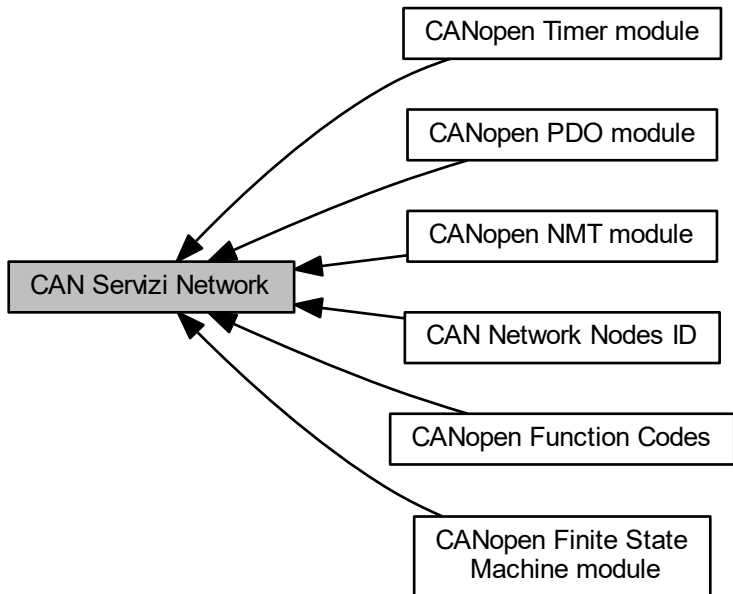 CANopen Timer module
CANopen PDO module
CANopen NMT module
CAN Servizi Network
CAN Network Nodes ID
CANopen Function Codes
CANopen Finite State
Machine module